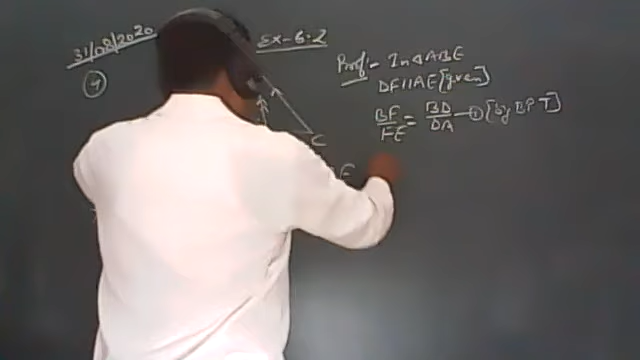 31/08/2020
Ex-6.2
4
Proof:- In △ABE
DF||AE [given]
BF/FE = BD/DA —① [by BPT]
C